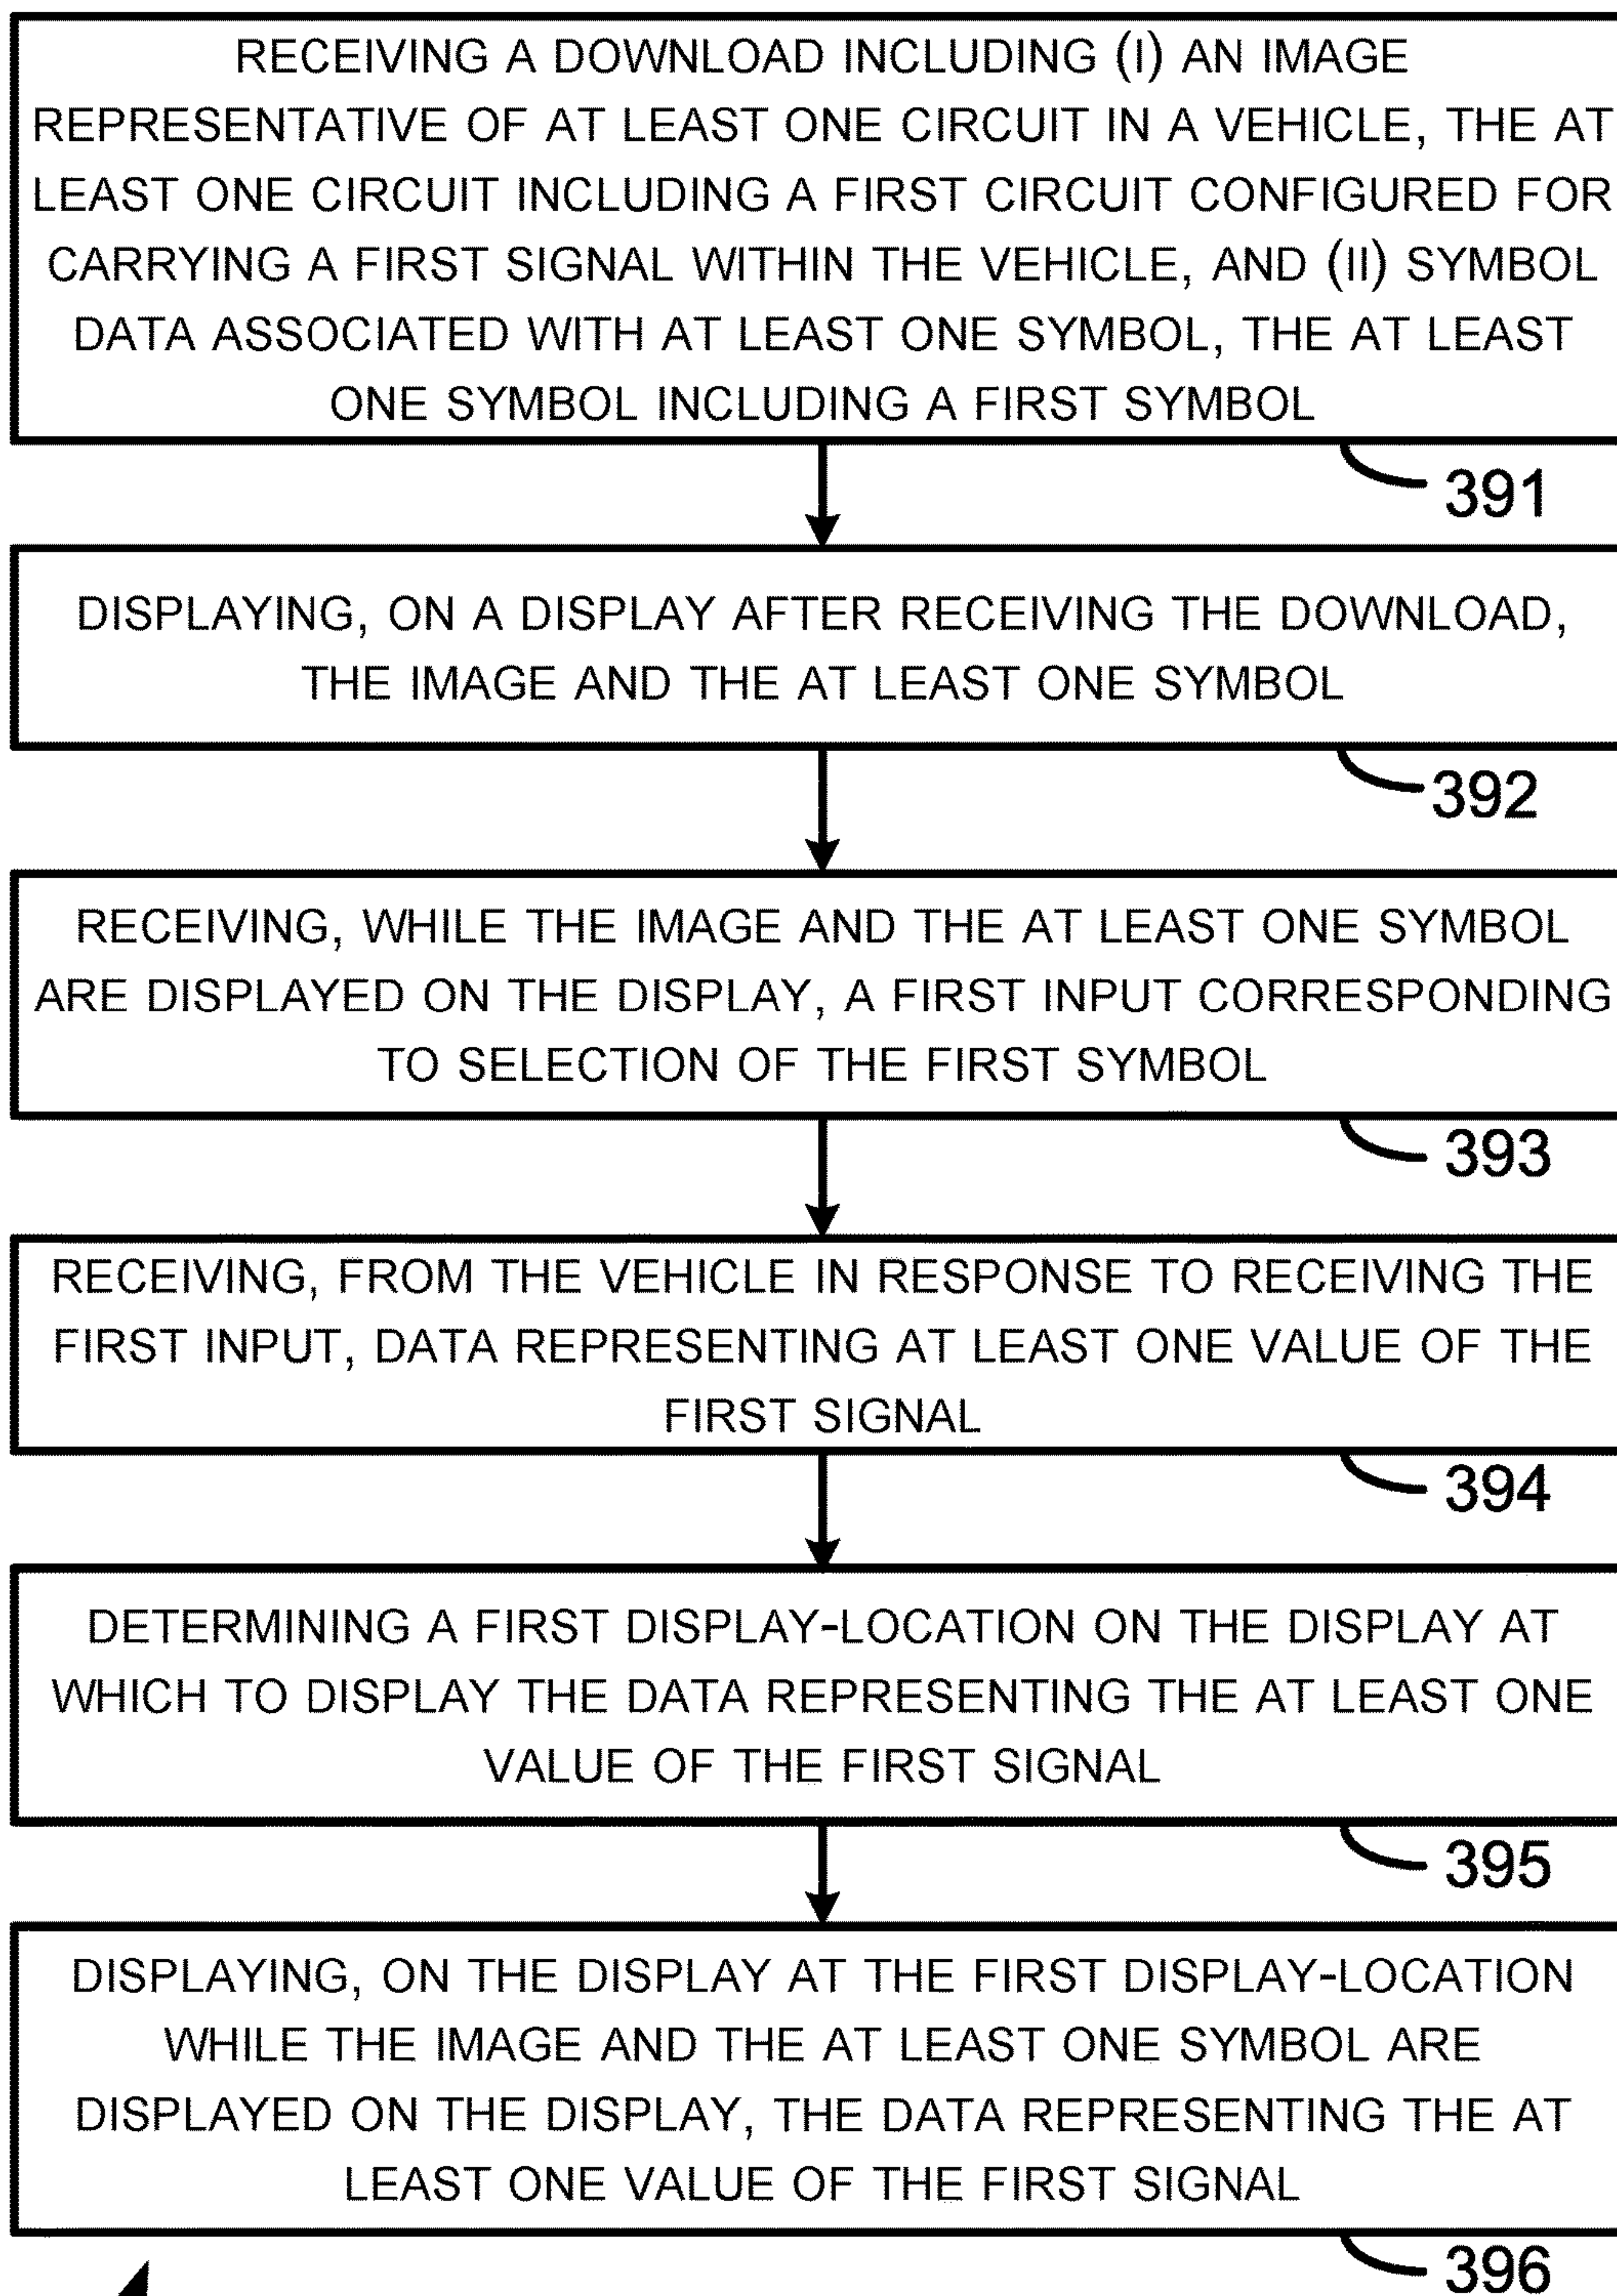 RECEIVING A DOWNLOAD INCLUDING (I) AN IMAGE
REPRESENTATIVE OF AT LEAST ONE CIRCUIT IN A VEHICLE, THE AT
LEAST ONE CIRCUIT INCLUDING A FIRST CIRCUIT CONFIGURED FOR
CARRYING A FIRST SIGNAL WITHIN THE VEHICLE, AND (II) SYMBOL
DATA ASSOCIATED WITH AT LEAST ONE SYMBOL, THE AT LEAST
ONE SYMBOL INCLUDING A FIRST SYMBOL
391
DISPLAYING, ON A DISPLAY AFTER RECEIVING THE DOWNLOAD,
THE IMAGE AND THE AT LEAST ONE SYMBOL
392
RECEIVING, WHILE THE IMAGE AND THE AT LEAST ONE SYMBOL
ARE DISPLAYED ON THE DISPLAY, A FIRST INPUT CORRESPONDING
TO SELECTION OF THE FIRST SYMBOL
393
RECEIVING, FROM THE VEHICLE IN RESPONSE TO RECEIVING THE
FIRST INPUT, DATA REPRESENTING AT LEAST ONE VALUE OF THE
FIRST SIGNAL
394
DETERMINING A FIRST DISPLAY-LOCATION ON THE DISPLAY AT
WHICH TO DISPLAY THE DATA REPRESENTING THE AT LEAST ONE
VALUE OF THE FIRST SIGNAL
395
DISPLAYING, ON THE DISPLAY AT THE FIRST DISPLAY-LOCATION
WHILE THE IMAGE AND THE AT LEAST ONE SYMBOL ARE
DISPLAYED ON THE DISPLAY, THE DATA REPRESENTING THE AT
LEAST ONE VALUE OF THE FIRST SIGNAL
396